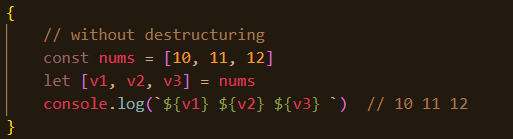 {
// without destructuring
const nums = [10, 11, 12]
let [v1, v2, v3] = nums
console.log(`${v1} ${v2} ${v3} `)  // 10 11 12
}